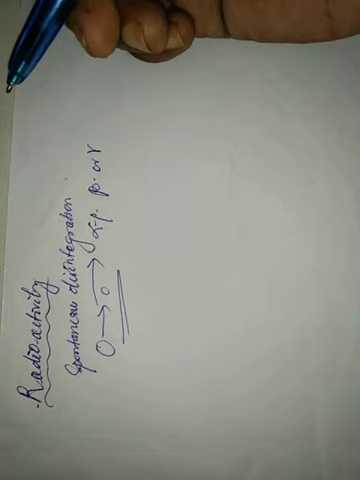 - Radioactivity
Spontaneous disintegration
O → o → α-p- β- or γ